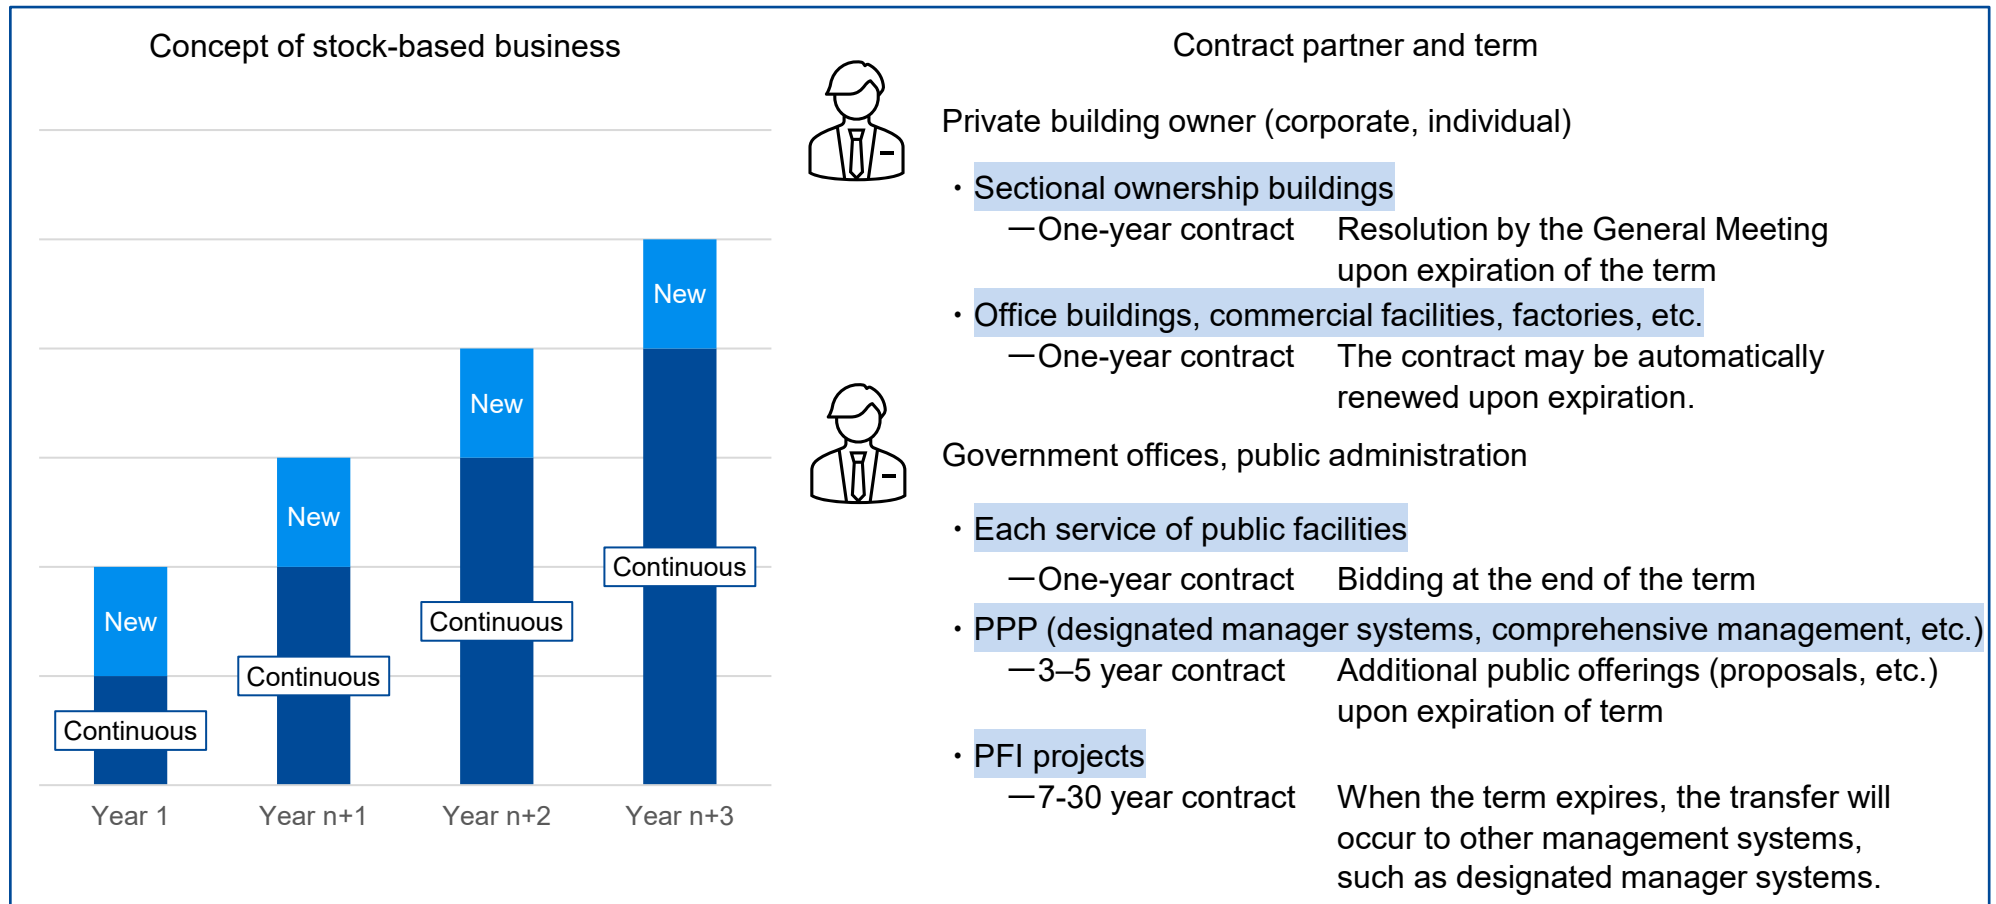 Concept of stock-based business
New
New
New
New
Continuous
Continuous
Continuous
Continuous
Year 1
Year n+1
Year n+2
Year n+3
Contract partner and term
Private building owner (corporate, individual)
・Sectional ownership buildings
―One-year contract Resolution by the General Meeting
upon expiration of the term
・Office buildings, commercial facilities, factories, etc.
―One-year contract The contract may be automatically
renewed upon expiration.
Government offices, public administration
・Each service of public facilities
―One-year contract Bidding at the end of the term
・PPP (designated manager systems, comprehensive management, etc.)
―3–5 year contract Additional public offerings (proposals, etc.)
upon expiration of term
・PFI projects
―7-30 year contract When the term expires, the transfer will
occur to other management systems,
such as designated manager systems.